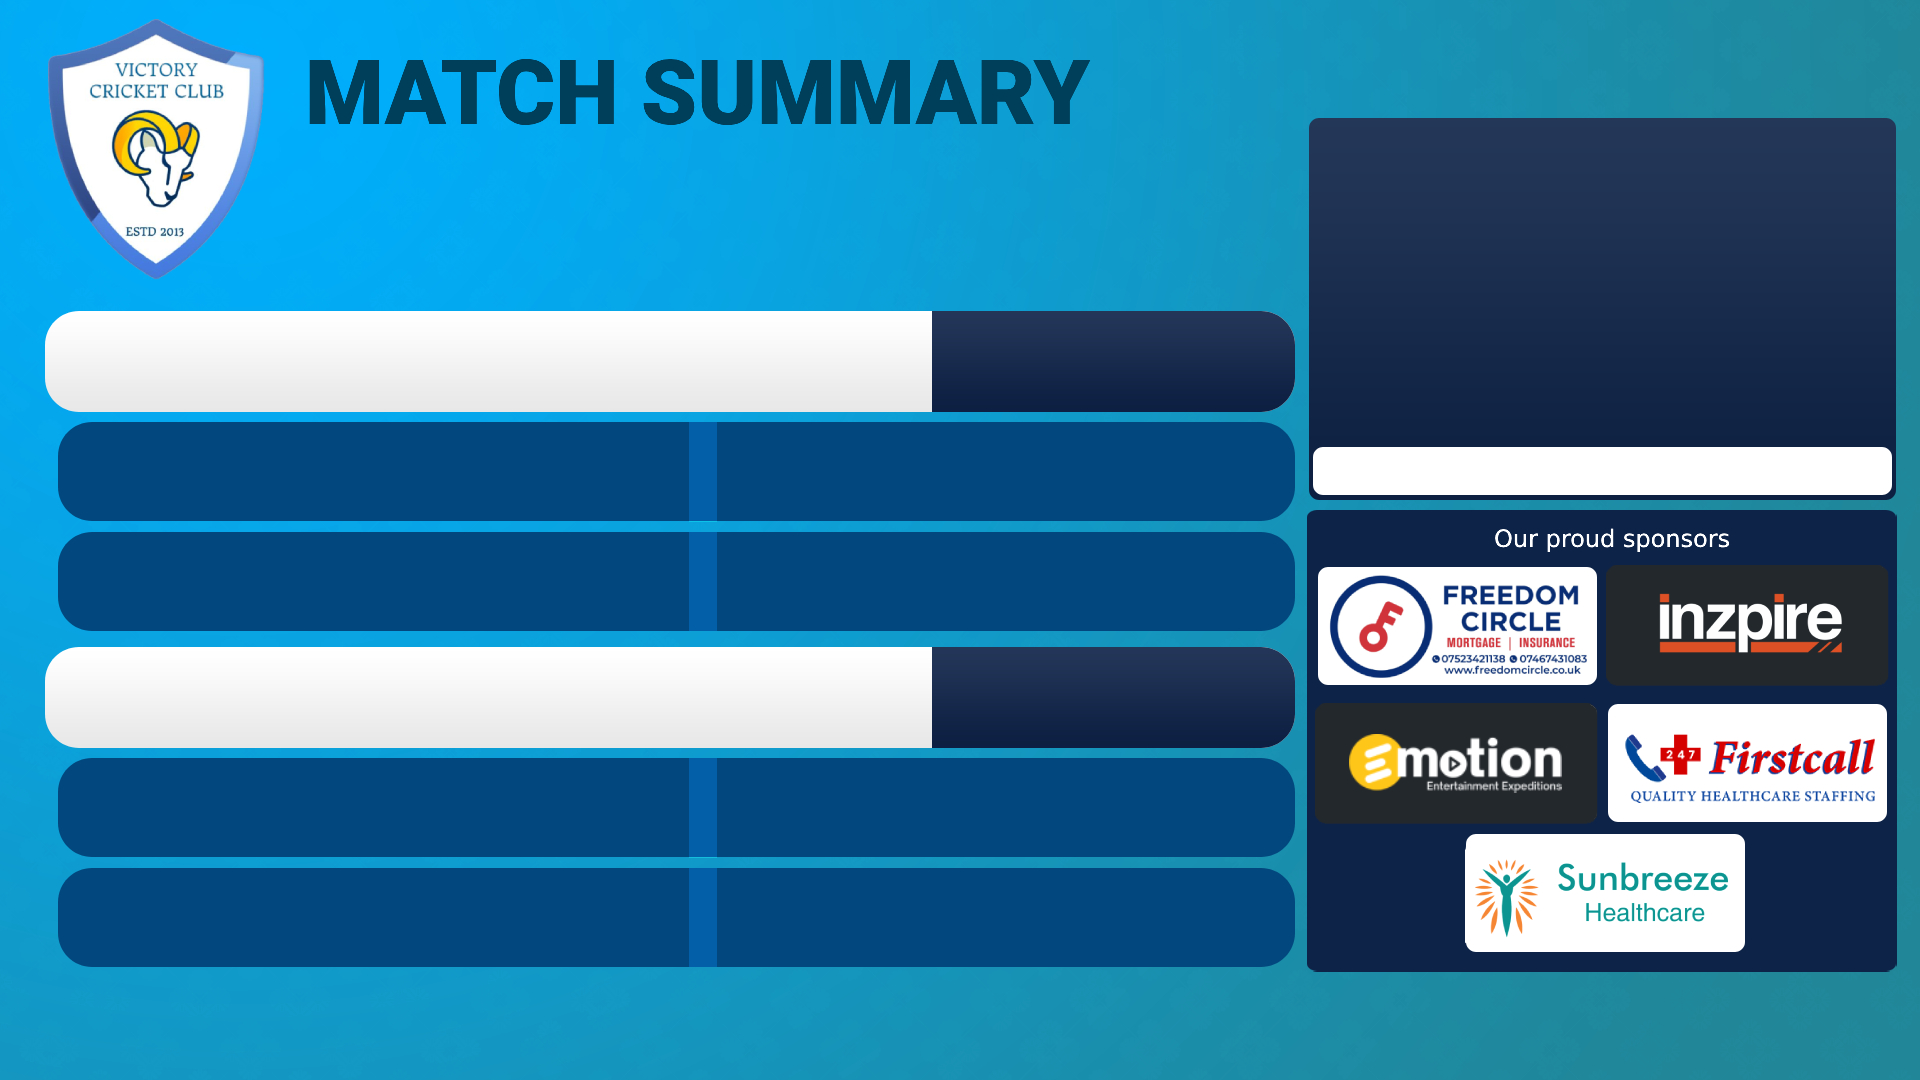 VICTORY
CRICKET CLUB
ESTD 2013
MATCH SUMMARY
Our proud sponsors
FREEDOM
CIRCLE
MORTGAGE | INSURANCE
07523421138 07467431083
www.freedomcircle.co.uk
inzpire
Emotion
Entertainment Expeditions
247 Firstcall
QUALITY HEALTHCARE STAFFING
Sunbreeze
Healthcare